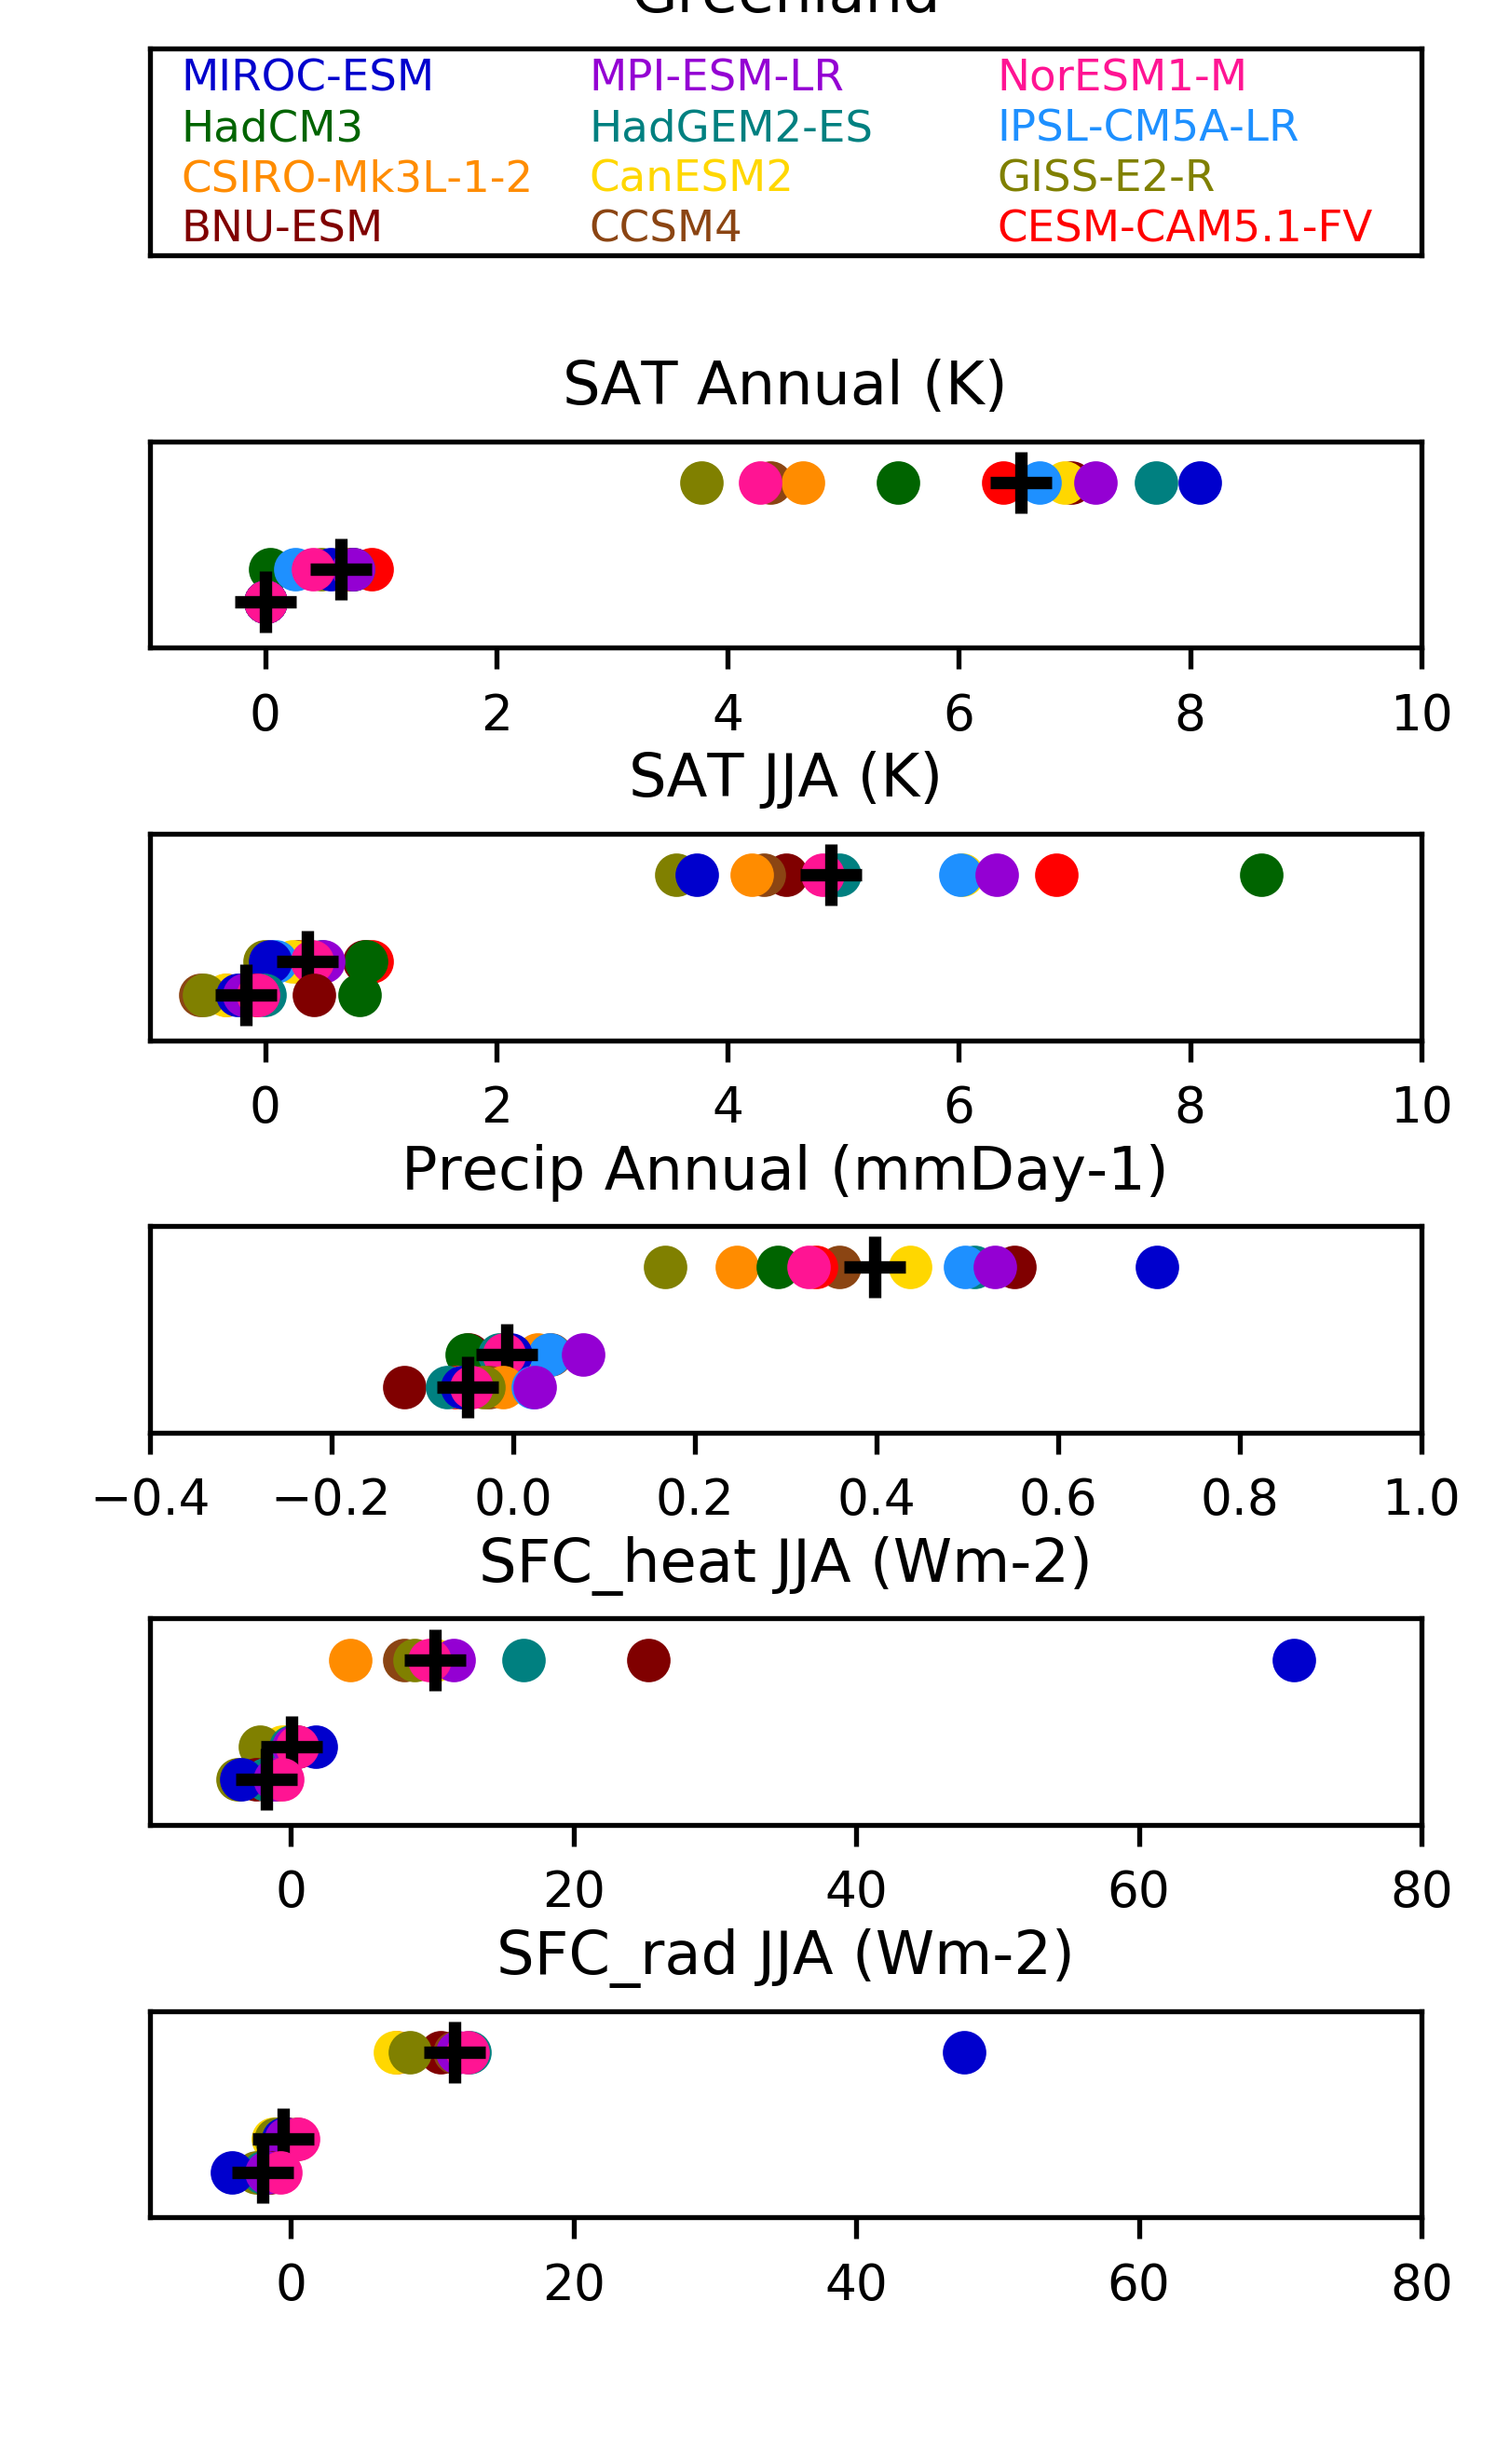 Greenland
MIROC-ESM MPI-ESM-LR NorESM1-M
HadCM3 HadGEM2-ES IPSL-CM5A-LR
CSIRO-Mk3L-1-2 CanESM2 GISS-E2-R
BNU-ESM CCSM4 CESM-CAM5.1-FV
SAT Annual (K)
0 2 4 6 8 10
SAT JJA (K)
0 2 4 6 8 10
Precip Annual (mmDay-1)
−0.4 −0.2 0.0 0.2 0.4 0.6 0.8 1.0
SFC_heat JJA (Wm-2)
0 20 40 60 80
SFC_rad JJA (Wm-2)
0 20 40 60 80